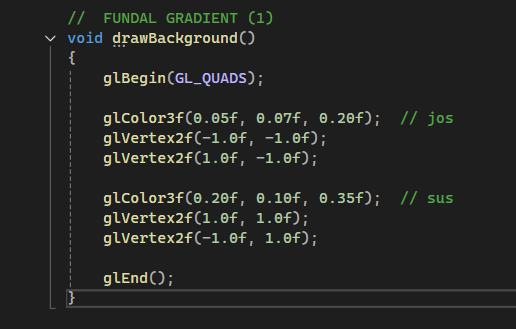 //  FUNDAL GRADIENT (1)
void drawBackground()
{
    glBegin(GL_QUADS);

    glColor3f(0.05f, 0.07f, 0.20f);  // jos
    glVertex2f(-1.0f, -1.0f);
    glVertex2f(1.0f, -1.0f);

    glColor3f(0.20f, 0.10f, 0.35f);  // sus
    glVertex2f(1.0f, 1.0f);
    glVertex2f(-1.0f, 1.0f);

    glEnd();
}